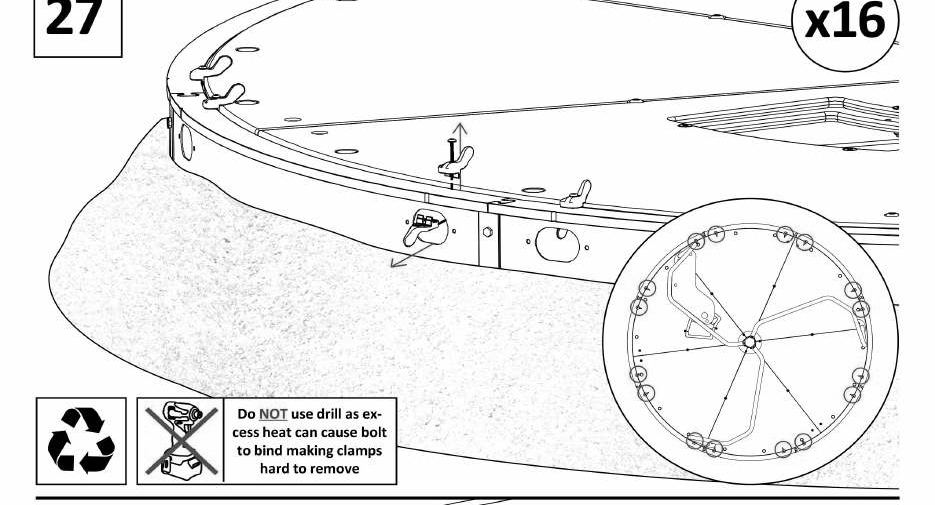 27
x16
Do NOT use drill as ex-
cess heat can cause bolt
to bind making clamps
hard to remove